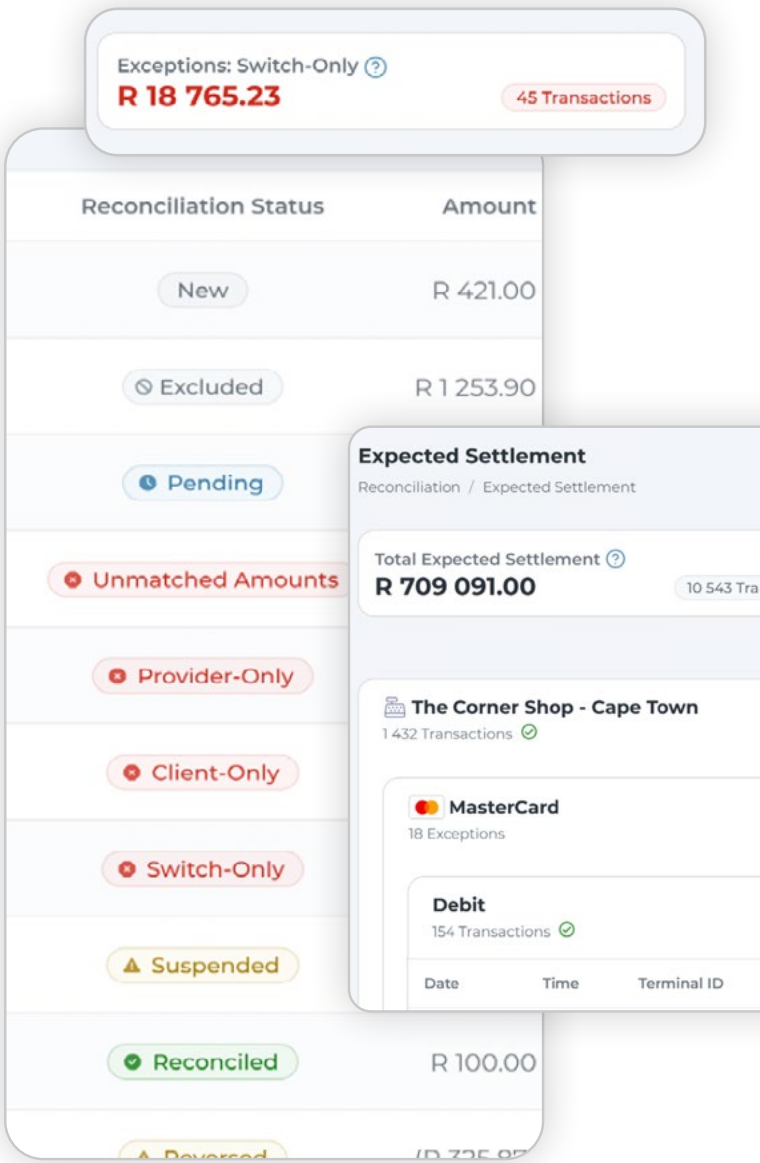 Exceptions: Switch-Only
R 18 765.23
45 Transactions
Reconciliation Status Amount
New R 421.00
Excluded R 1 253.90
Pending
Unmatched Amounts
Provider-Only
Client-Only
Switch-Only
Suspended
Reconciled R 100.00
Expected Settlement
Reconciliation / Expected Settlement
Total Expected Settlement
R 709 091.00
10 543
The Corner Shop - Cape Town
1 432 Transactions
MasterCard
18 Exceptions
Debit
154 Transactions
Date Time Terminal ID